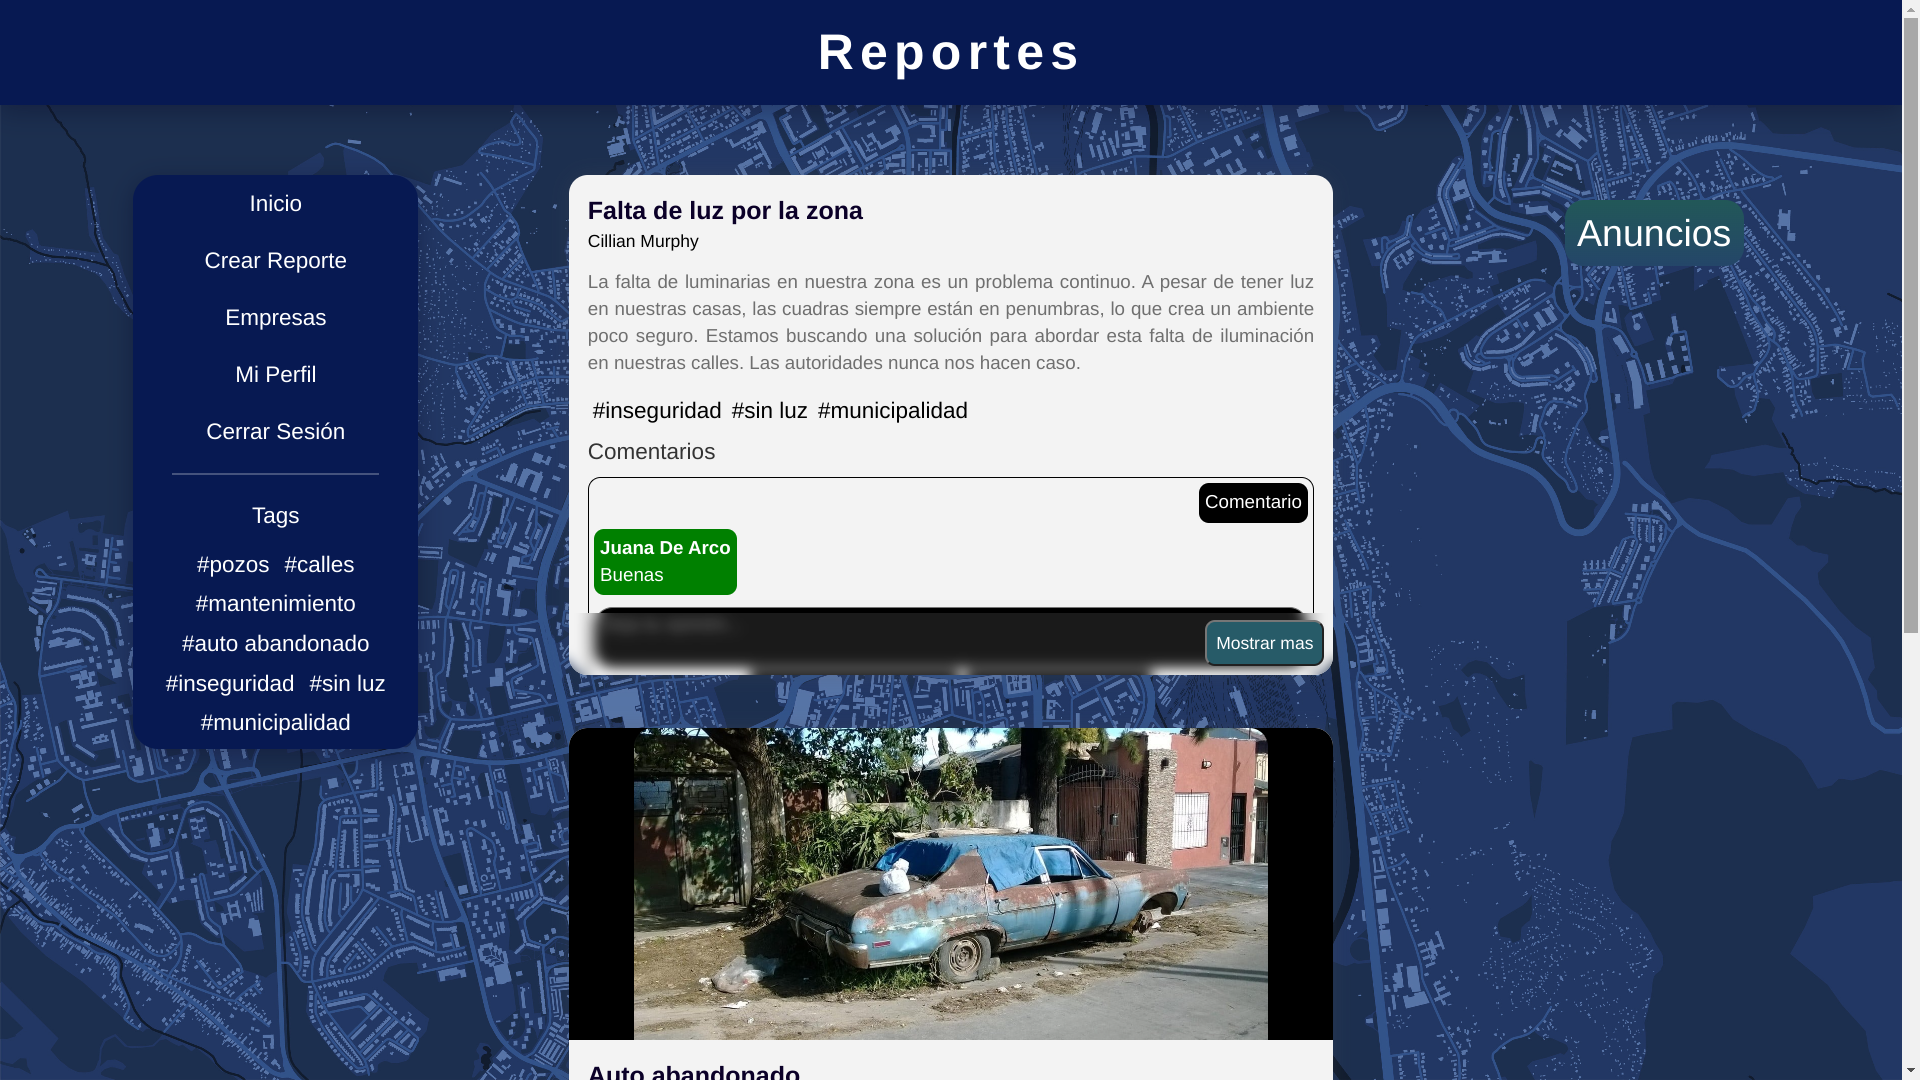 Reportes
Inicio
Crear Reporte
Empresas
Mi Perfil
Cerrar Sesión
Tags
#pozos #calles
#mantenimiento
#auto abandonado
#inseguridad #sin luz
#municipalidad
Falta de luz por la zona
Cillian Murphy
La falta de luminarias en nuestra zona es un problema continuo. A pesar de tener luz
en nuestras casas, las cuadras siempre están en penumbras, lo que crea un ambiente
poco seguro. Estamos buscando una solución para abordar esta falta de iluminación
en nuestras calles. Las autoridades nunca nos hacen caso.
#inseguridad #sin luz #municipalidad
Comentarios
Comentario
Juana De Arco
Buenas
Mostrar mas
Auto abandonado
Anuncios